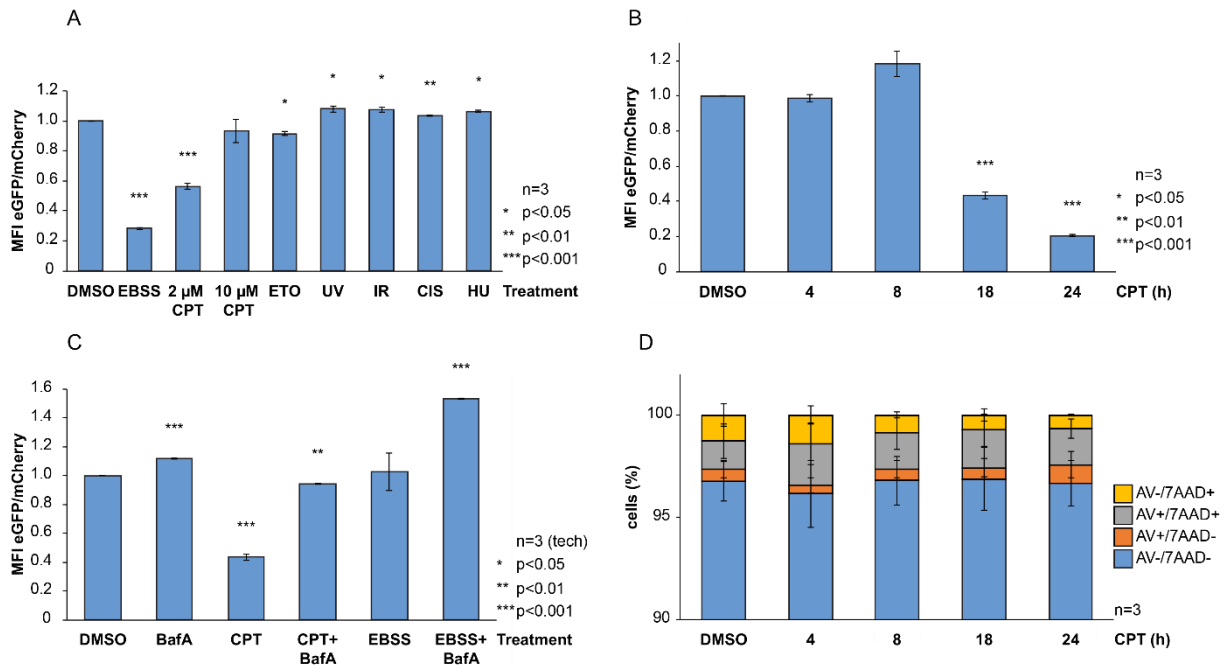 A
MFI eGFP/mCherry
1.2
1.0
0.8
0.6
0.4
0.2
0
***
***
*
*
*
**
*
n=3
* p<0.05
** p<0.01
*** p<0.001
DMSO EBSS 2 µM CPT 10 µM CPT ETO UV IR CIS HU Treatment
B
MFI eGFP/mCherry
1.2
1.0
0.8
0.6
0.4
0.2
0
***
***
n=3
* p<0.05
** p<0.01
***p<0.001
DMSO 4 8 18 24 CPT (h)
C
MFI eGFP/mCherry
1.6
1.4
1.2
1.0
0.8
0.6
0.4
0.2
0
***
***
**
***
n=3 (tech)
* p<0.05
** p<0.01
***p<0.001
DMSO BafA CPT CPT+ BafA EBSS EBSS+ BafA Treatment
D
cells (%)
100
95
90
AV-/7AAD+
AV+/7AAD+
AV+/7AAD-
AV-/7AAD-
n=3
DMSO 4 8 18 24 CPT (h)